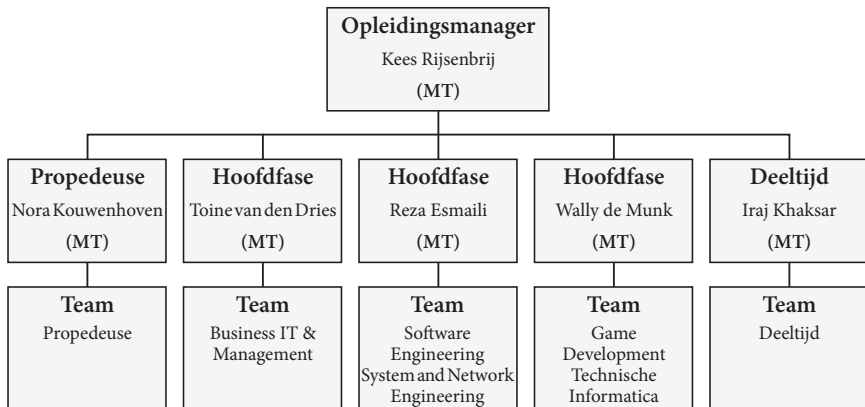 Opleidingsmanager
Kees Rijsenbrij
(MT)
Propedeuse
Nora Kouwenhoven
(MT)
Hoofdfase
Toine van den Dries
(MT)
Hoofdfase
Reza Esmaili
(MT)
Hoofdfase
Wally de Munk
(MT)
Deeltijd
Iraj Khaksar
(MT)
Team
Propedeuse
Team
Business IT &
Management
Team
Software
Engineering
System and Network
Engineering
Team
Game
Development
Technische
Informatica
Team
Deeltijd